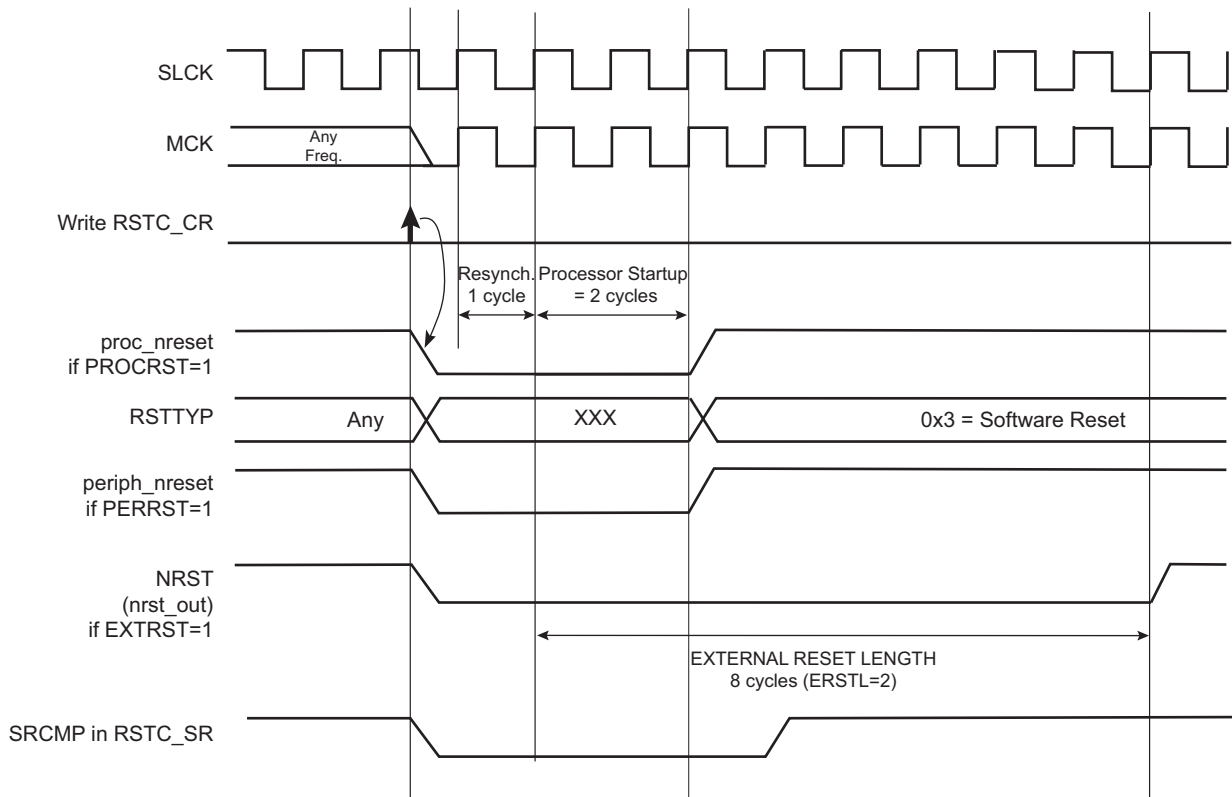 SLCK
MCK
Any
Freq.
Write RSTC_CR
Resynch.
1 cycle
Processor Startup
= 2 cycles
proc_nreset
if PROCRST=1
RSTTYP
Any
XXX
0x3 = Software Reset
periph_nreset
if PERRST=1
NRST
(nrst_out)
if EXTRST=1
EXTERNAL RESET LENGTH
8 cycles (ERSTL=2)
SRCMP in RSTC_SR